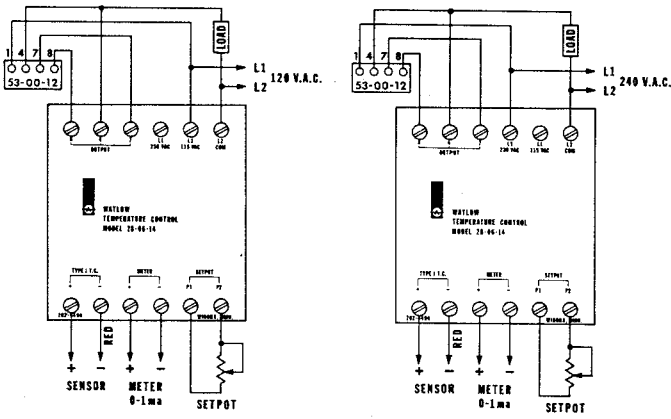 LOAD
1 4 7 8
53-00-12
L1
L2
120 V.A.C.
OUTPUT
L1
230 VAC
L1
115 VAC
L2
COM
WATLOW
TEMPERATURE CONTROL
MODEL 28-06-14
TYPE J T.C.
METER
SETPOT
+ - + - P1 P2
RED
+ - + -
SENSOR
METER
0-1ma
SETPOT
LOAD
1 4 7 8
53-00-12
L1
L2
240 V.A.C.
OUTPUT
L1
230 VAC
L1
115 VAC
L2
COM
WATLOW
TEMPERATURE CONTROL
MODEL 28-06-14
TYPE J T.C.
METER
SETPOT
+ - + - P1 P2
RED
+ - + -
SENSOR
METER
0-1ma
SETPOT